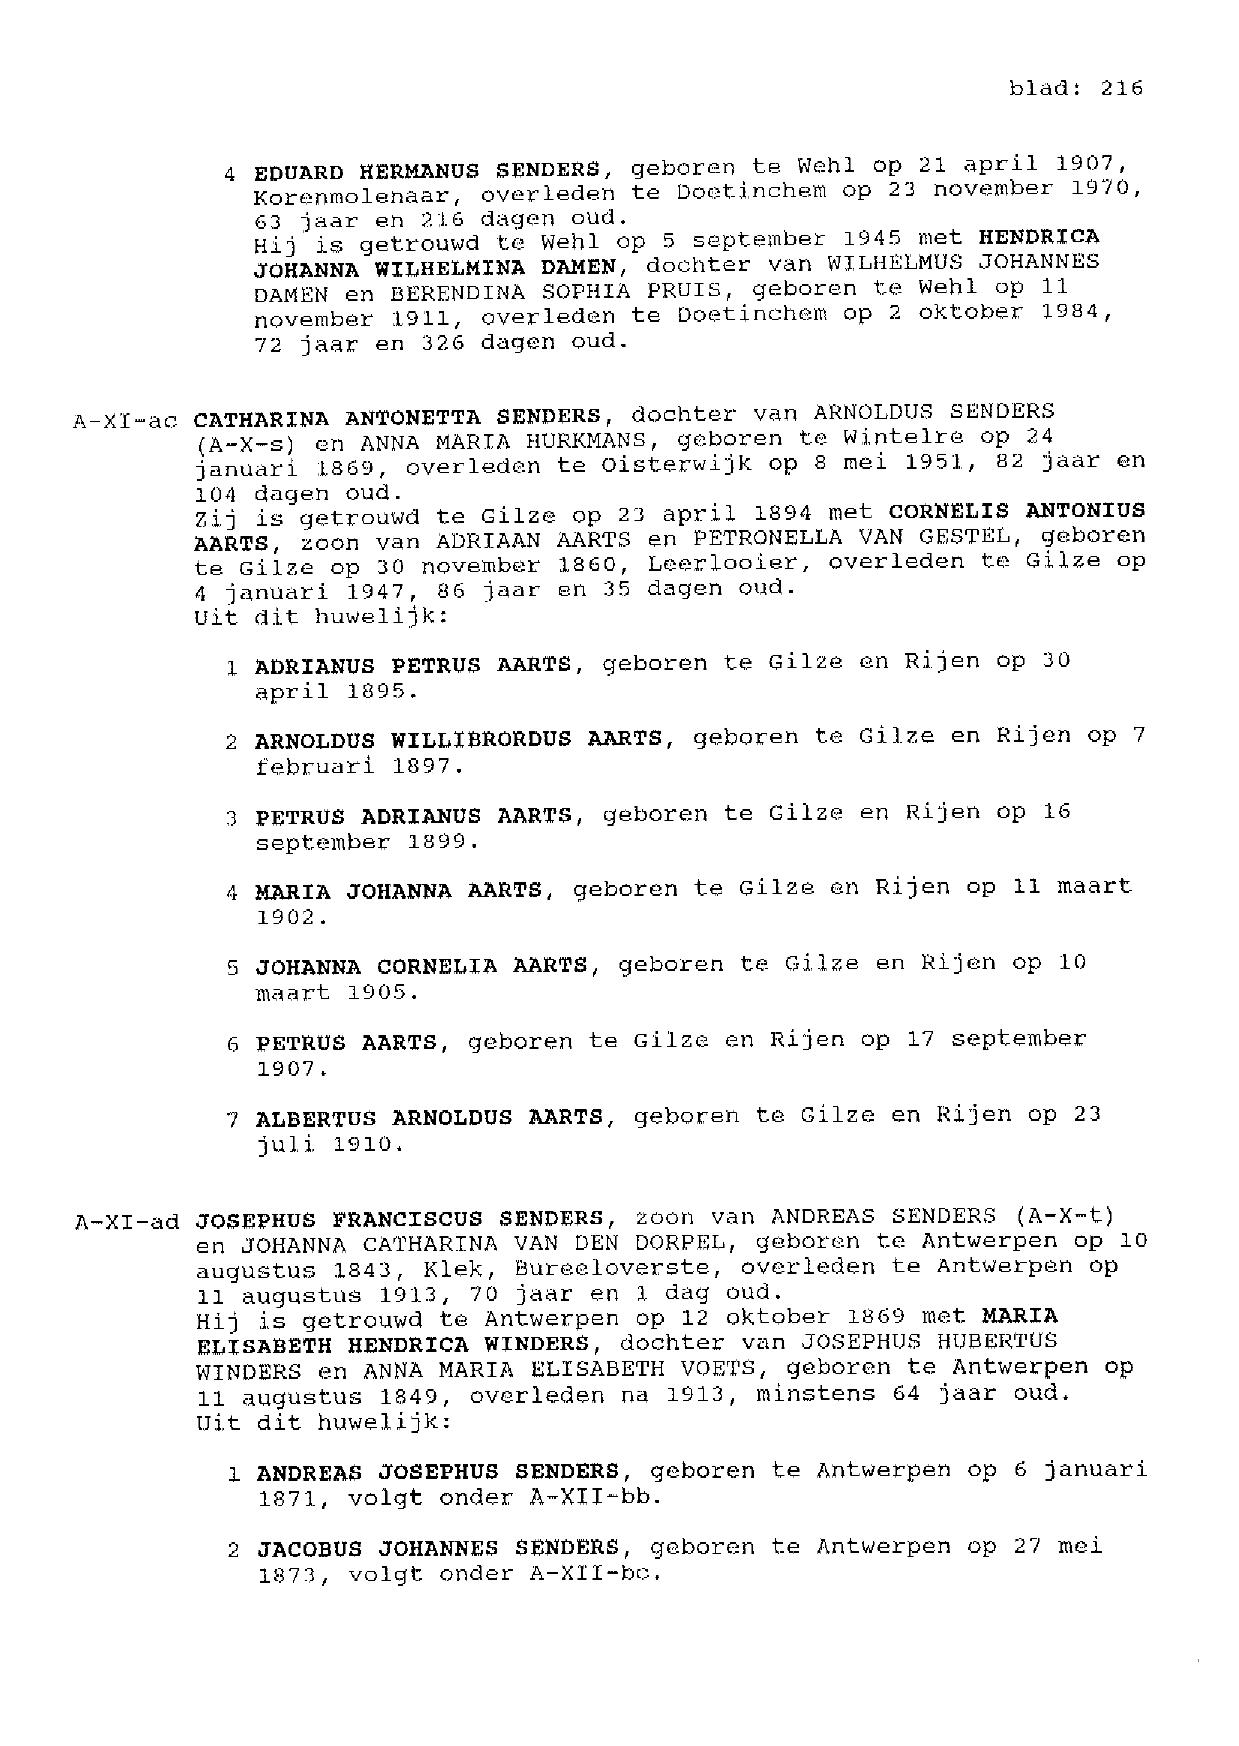 blad: 216
4 EDUARD HERMANUS SENDERS, geboren te Wehl op 21 april 1907,
Korenmolenaar, overleden te Doetinchem op 23 november 1970,
63 jaar en 216 dagen oud.
Hij is getrouwd te Wehl op 5 september 1945 met HENDRICA
JOHANNA WILHELMINA DAMEN, dochter van WILHELMUS JOHANNES
DAMEN en BERENDINA SOPHIA PRUIS, geboren te Wehl op 11
november 1911, overleden te Doetinchem op 2 oktober 1984,
72 jaar en 326 dagen oud.
A-XI-ac CATHARINA ANTONETTA SENDERS, dochter van ARNOLDUS SENDERS
(A-X-s) en ANNA MARIA HURKMANS, geboren te Wintelre op 24
januari 1869, overleden te Oisterwijk op 8 mei 1951, 82 jaar en
104 dagen oud.
Zij is getrouwd te Gilze op 23 april 1894 met CORNELIS ANTONIUS
AARTS, zoon van ADRIAAN AARTS en PETRONELLA VAN GESTEL, geboren
te Gilze op 30 november 1860, Leerlooier, overleden te Gilze op
4 januari 1947, 86 jaar en 35 dagen oud.
Uit dit huwelijk:
1 ADRIANUS PETRUS AARTS, geboren te Gilze en Rijen op 30
april 1895.
2 ARNOLDUS WILLIBRORDUS AARTS, geboren te Gilze en Rijen op 7
februari 1897.
3 PETRUS ADRIANUS AARTS, geboren te Gilze en Rijen op 16
september 1899.
4 MARIA JOHANNA AARTS, geboren te Gilze en Rijen op 11 maart
1902.
5 JOHANNA CORNELIA AARTS, geboren te Gilze en Rijen op 10
maart 1905.
6 PETRUS AARTS, geboren te Gilze en Rijen op 17 september
1907.
7 ALBERTUS ARNOLDUS AARTS, geboren te Gilze en Rijen op 23
juli 1910.
A-XI-ad JOSEPHUS FRANCISCUS SENDERS, zoon van ANDREAS SENDERS (A-X-t)
en JOHANNA CATHARINA VAN DEN DORPEL, geboren te Antwerpen op 10
augustus 1843, Klek, Bureeloverste, overleden te Antwerpen op
11 augustus 1913, 70 jaar en 1 dag oud.
Hij is getrouwd te Antwerpen op 12 oktober 1869 met MARIA
ELISABETH HENDRICA WINDERS, dochter van JOSEPHUS HUBERTUS
WINDERS en ANNA MARIA ELISABETH VOETS, geboren te Antwerpen op
11 augustus 1849, overleden na 1913, minstens 64 jaar oud.
Uit dit huwelijk:
1 ANDREAS JOSEPHUS SENDERS, geboren te Antwerpen op 6 januari
1871, volgt onder A-XII-bb.
2 JACOBUS JOHANNES SENDERS, geboren te Antwerpen op 27 mei
1873, volgt onder A-XII-bc.